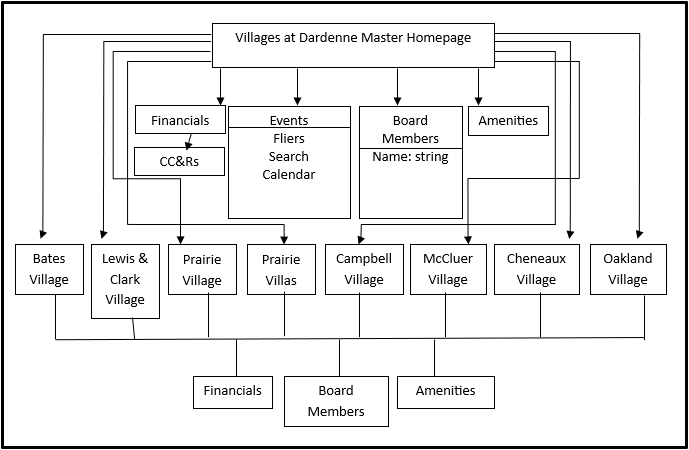 Villages at Dardenne Master Homepage
Financials
CC&Rs
Events
Fliers
Search
Calendar
Board
Members
Name: string
Amenities
Bates
Village
Lewis &
Clark
Village
Prairie
Village
Prairie
Villas
Campbell
Village
McCluer
Village
Cheneaux
Village
Oakland
Village
Financials
Board
Members
Amenities